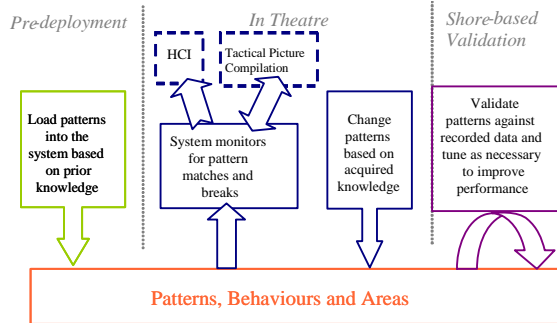 Pre-deployment
In Theatre
Shore-based
Validation
HCI
Tactical Picture
Compilation
Load patterns
into the
system based
on prior
knowledge
System monitors
for pattern
matches and
breaks
Change
patterns
based on
acquired
knowledge
Validate
patterns against
recorded data and
tune as necessary
to improve
performance
Patterns, Behaviours and Areas